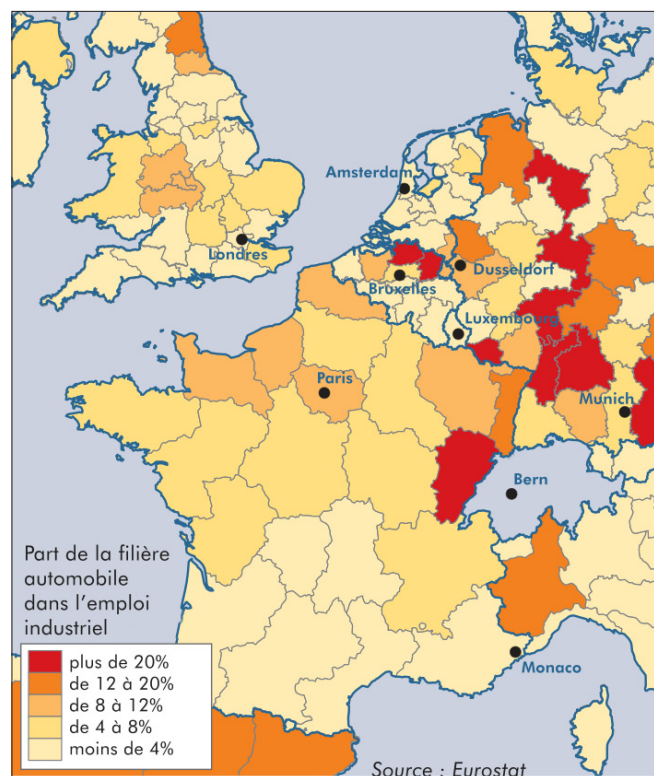 Amsterdam
Londres
Dusseldorf
Bruxelles
Luxembourg
Paris
Munich
Bern
Part de la filière
automobile
dans l'emploi
industriel
plus de 20%
de 12 à 20%
de 8 à 12%
de 4 à 8%
moins de 4%
Monaco
Source : Eurostat